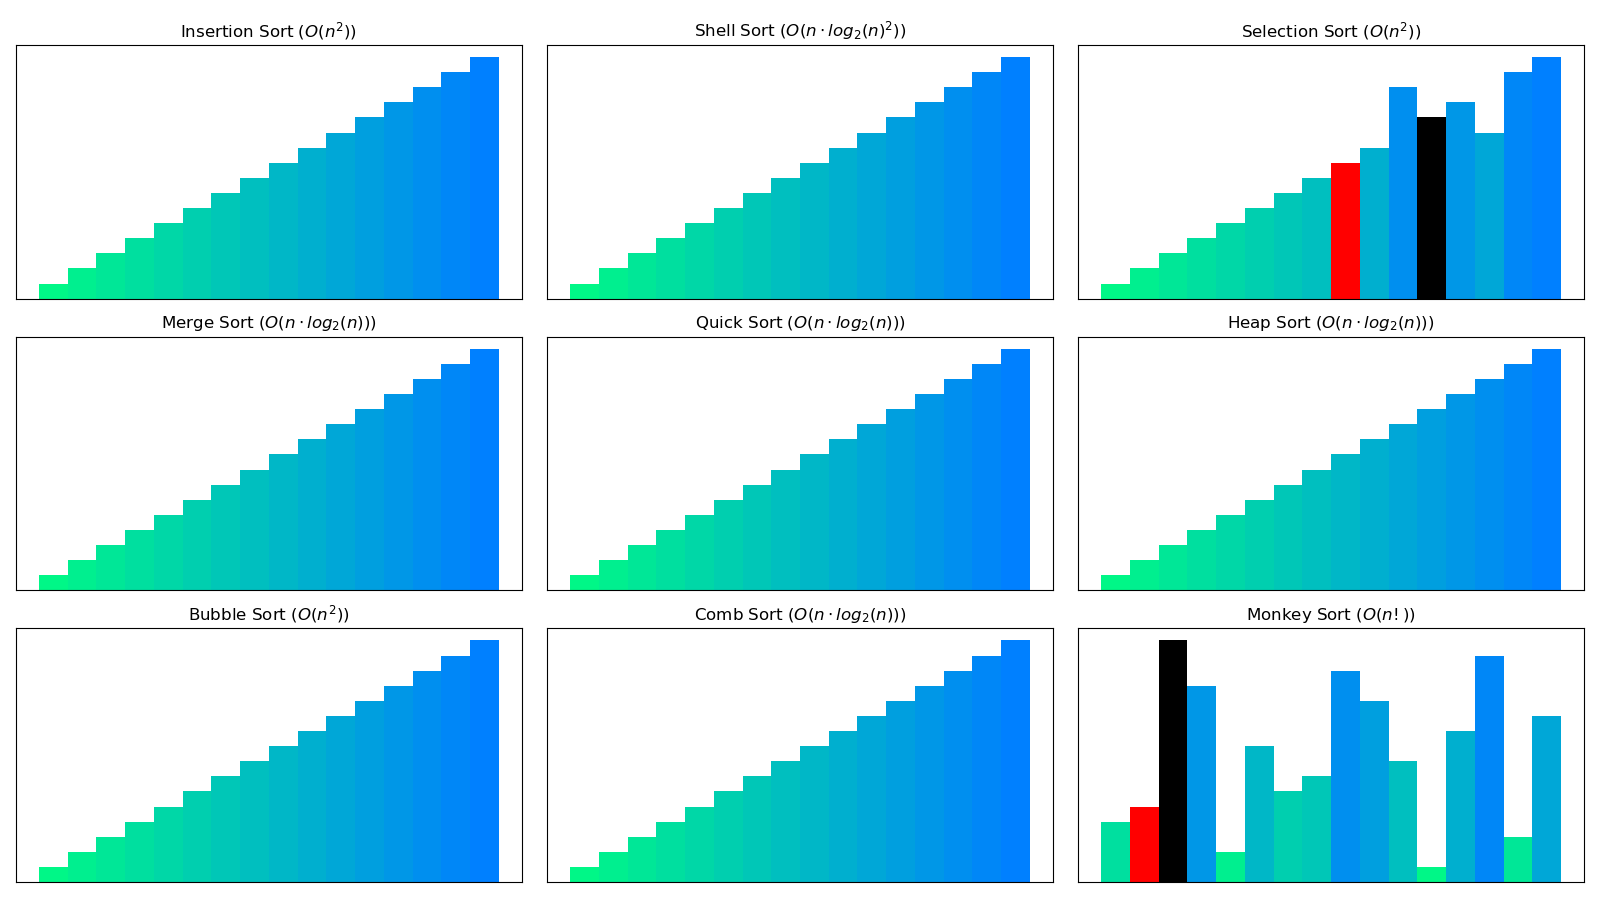 Insertion Sort (O(n²))
Shell Sort (O(n · log₂(n)²))
Selection Sort (O(n²))
Merge Sort (O(n · log₂(n)))
Quick Sort (O(n · log₂(n)))
Heap Sort (O(n · log₂(n)))
Bubble Sort (O(n²))
Comb Sort (O(n · log₂(n)))
Monkey Sort (O(n!))